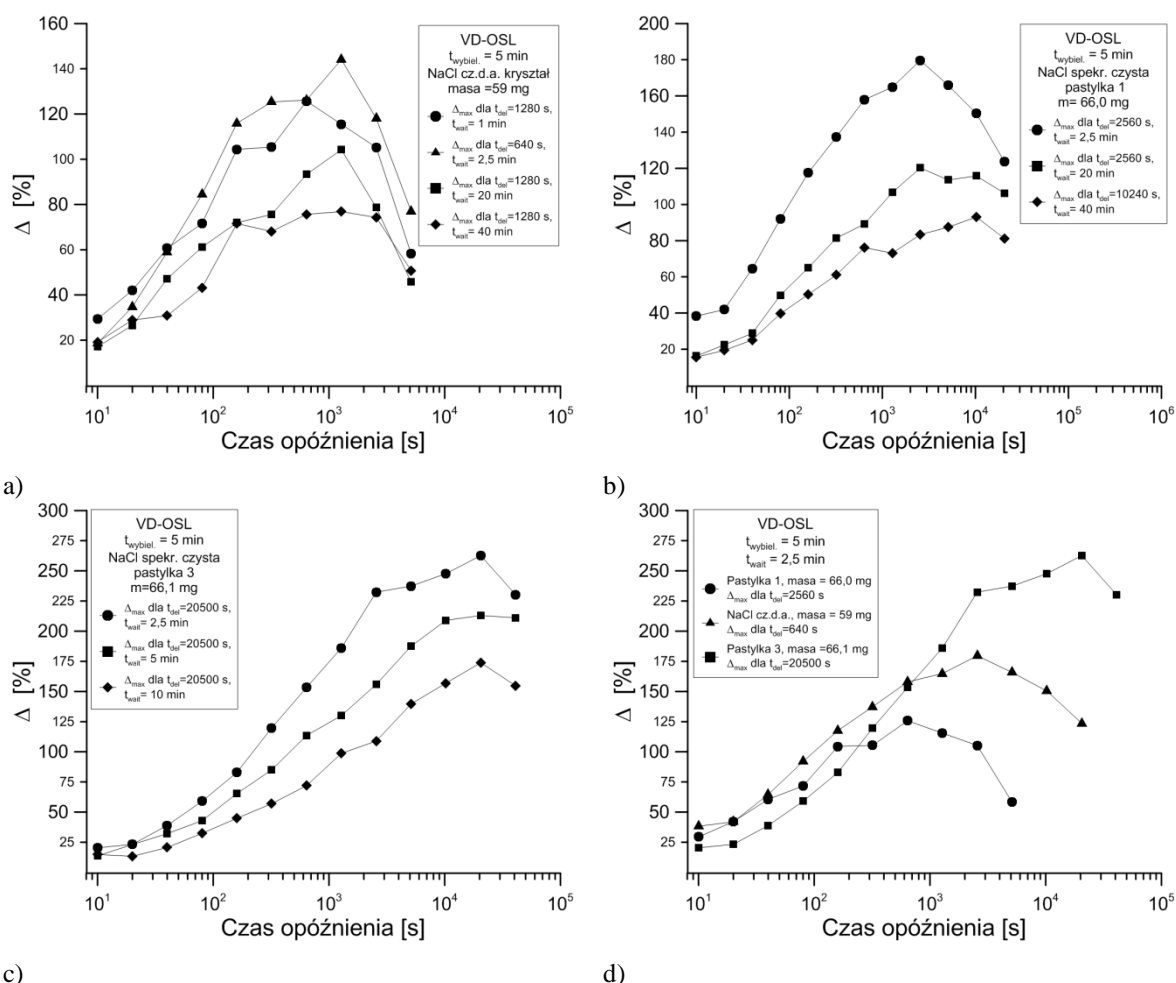 160
140
120
100
80
60
40
20
Δ [%]
VD-OSL
t_wybiel. = 5 min
NaCl cz.d.a. kryształ
masa =59 mg
Δ_max dla t_del=1280 s,
t_wait= 1 min
Δ_max dla t_del=640 s,
t_wait= 2,5 min
Δ_max dla t_del=1280 s,
t_wait= 20 min
Δ_max dla t_del=1280 s,
t_wait= 40 min
10^1 10^2 10^3 10^4 10^5
Czas opóźnienia [s]
a)
200
180
160
140
120
100
80
60
40
20
Δ [%]
VD-OSL
t_wybiel. = 5 min
NaCl spekr. czysta
pastylka 1
m= 66,0 mg
Δ_max dla t_del=2560 s,
t_wait= 2,5 min
Δ_max dla t_del=2560 s,
t_wait= 20 min
Δ_max dla t_del=10240 s,
t_wait= 40 min
10^1 10^2 10^3 10^4 10^5 10^6
Czas opóźnienia [s]
b)
300
275
250
225
200
175
150
125
100
75
50
25
Δ [%]
VD-OSL
t_wybiel. = 5 min
NaCl spekr. czysta
pastylka 3
m=66,1 mg
Δ_max dla t_del=20500 s,
t_wait= 2,5 min
Δ_max dla t_del=20500 s,
t_wait= 5 min
Δ_max dla t_del=20500 s,
t_wait= 10 min
10^1 10^2 10^3 10^4 10^5
Czas opóźnienia [s]
c)
300
275
250
225
200
175
150
125
100
75
50
25
Δ [%]
VD-OSL
t_wybiel. = 5 min
t_wait = 2,5 min
Pastylka 1, masa = 66,0 mg
Δ_max dla t_del=2560 s
NaCl cz.d.a., masa = 59 mg
Δ_max dla t_del=640 s
Pastylka 3, masa =66,1 mg
Δ_max dla t_del=20500 s
10^1 10^2 10^3 10^4 10^5
Czas opóźnienia [s]
d)